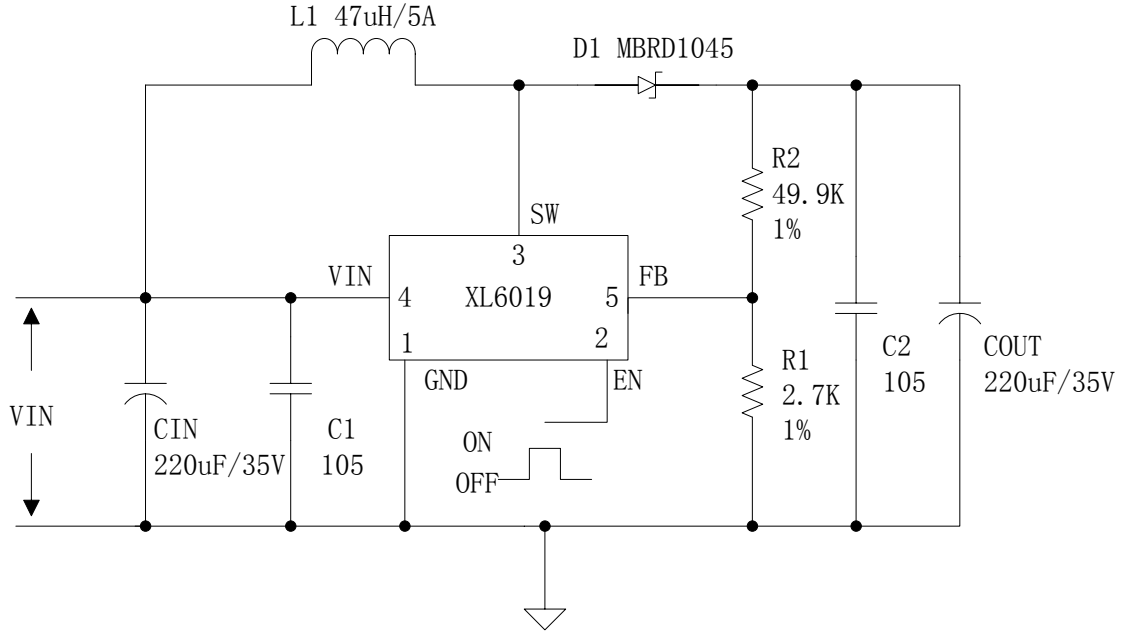 L1 47uH/5A
D1 MBRD1045
R2
49.9K
1%
SW
3
VIN
FB
4
XL6019
5
1
2
GND
EN
R1
2.7K
1%
C2
105
COUT
220uF/35V
VIN
CIN
220uF/35V
C1
105
ON
OFF